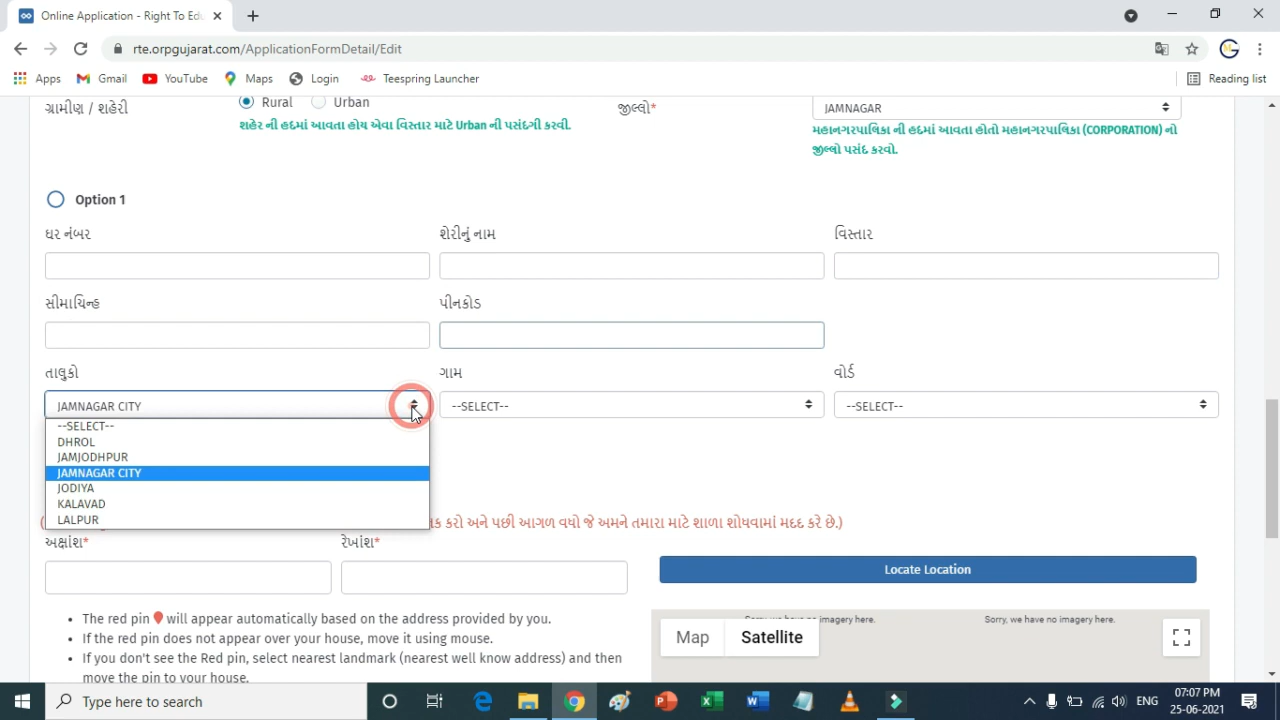 Online Application - Right To Edu
rte.orpgujarat.com/ApplicationFormDetail/Edit
Apps Gmail YouTube Maps Login Teespring Launcher Reading list
ગ્રામીણ / શહેરી
Rural Urban
શહેર ની હદમાં આવતા હોય એવા વિસ્તાર માટે Urban ની પસંદગી કરવી.
જીલ્લો*
JAMNAGAR
મહાનગરપાલિકા ની હદમાં આવતા હોતો મહાનગરપાલિકા (CORPORATION) નો
જીલ્લો પસંદ કરવો.
Option 1
ઘર નંબર
શેરીનું નામ
વિસ્તાર
સીમાચિન્હ
પીનકોડ
તાલુકો
ગામ
વોર્ડ
JAMNAGAR CITY
--SELECT--
--SELECT--
--SELECT--
DHROL
JAMJODHPUR
JAMNAGAR CITY
JODIYA
KALAVAD
LALPUR
કરો અને પછી આગળ વધો જે અમને તમારા માટે શાળા શોધવામાં મદદ કરે છે.)
અક્ષાંશ*
રેખાંશ*
Locate Location
The red pin will appear automatically based on the address provided by you.
If the red pin does not appear over your house, move it using mouse.
If you don't see the Red pin, select nearest landmark (nearest well know address) and then
move the pin to your house.
Sorry, we have no imagery here.
Sorry, we have no imagery here.
Map Satellite
Type here to search
ENG
07:07 PM
25-06-2021